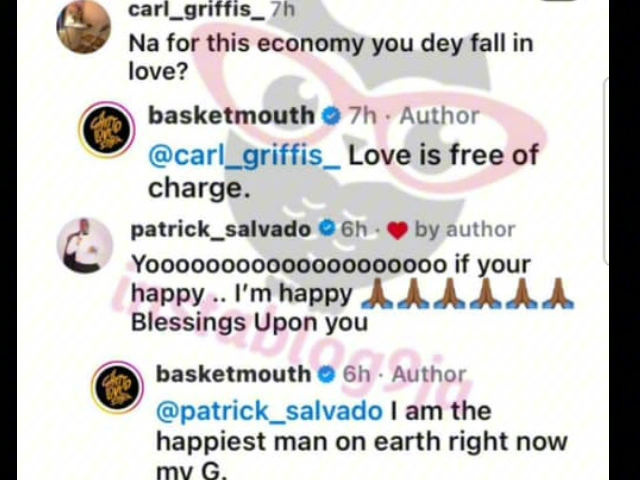 carl_griffis_ 7h
Na for this economy you dey fall in
love?
basketmouth 7h · Author
@carl_griffis_ Love is free of
charge.
patrick_salvado 6h · ❤️ by author
Yooooooooooooooooooooo if your
happy .. I'm happy 🙏🏾🙏🏾🙏🏾🙏🏾🙏🏾🙏🏾
Blessings Upon you
basketmouth 6h · Author
@patrick_salvado I am the
happiest man on earth right now
my G.
instablog9ja